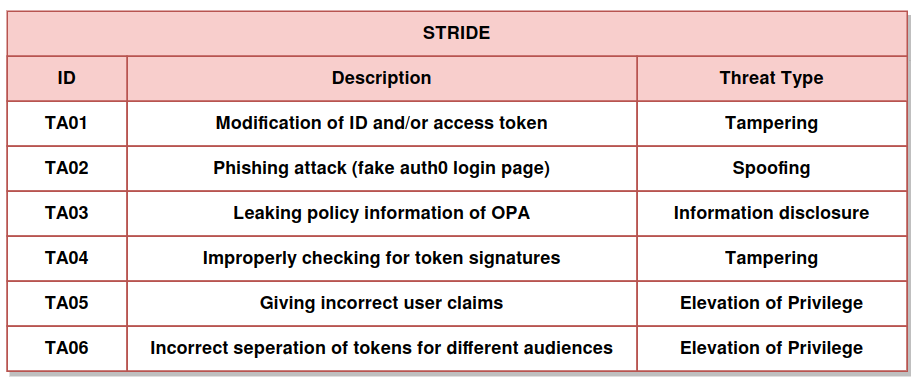 STRIDE
ID Description Threat Type
TA01 Modification of ID and/or access token Tampering
TA02 Phishing attack (fake auth0 login page) Spoofing
TA03 Leaking policy information of OPA Information disclosure
TA04 Improperly checking for token signatures Tampering
TA05 Giving incorrect user claims Elevation of Privilege
TA06 Incorrect seperation of tokens for different audiences Elevation of Privilege